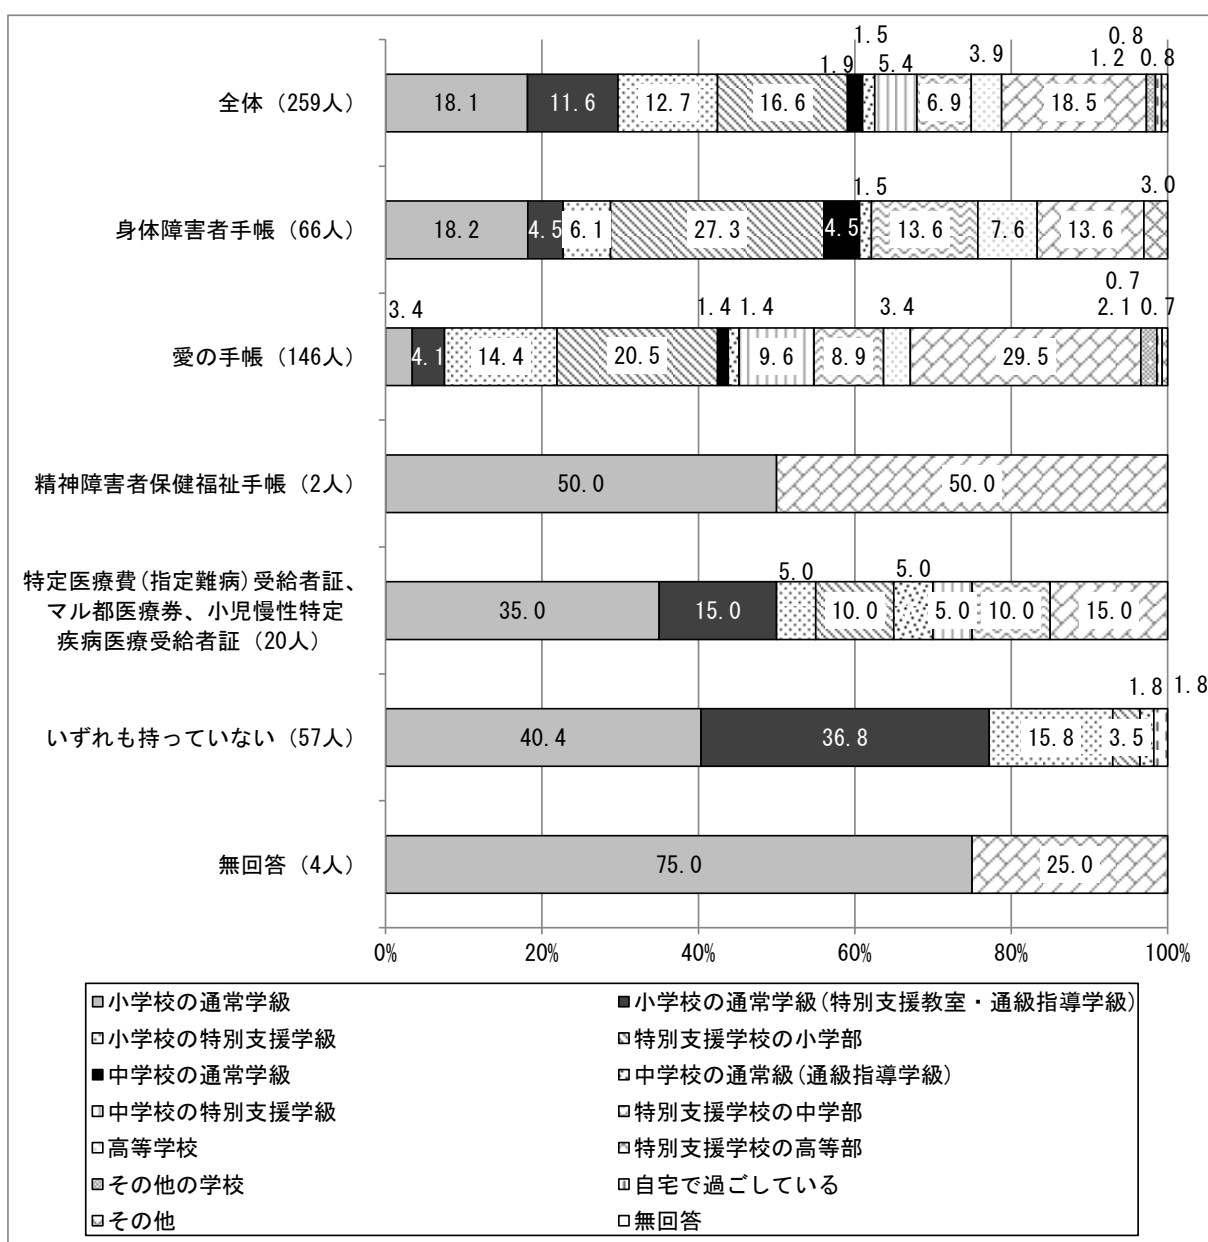 1.5 0.8
1.9 5.4 3.9 1.2 0.8
全体（259人） 18.1 11.6 12.7 16.6 6.9 18.5
1.5 3.0
身体障害者手帳（66人） 18.2 4.5 6.1 27.3 4.5 13.6 7.6 13.6
0.7
3.4 1.4 1.4 3.4 2.1 0.7
愛の手帳（146人） 4.1 14.4 20.5 9.6 8.9 29.5
精神障害者保健福祉手帳（2人） 50.0 50.0
5.0 5.0
特定医療費(指定難病)受給者証、
マル都医療券、小児慢性特定
疾病医療受給者証（20人）
35.0 15.0 10.0 5.0 10.0 15.0
1.8 1.8
いずれも持っていない（57人） 40.4 36.8 15.8 3.5
無回答（4人） 75.0 25.0
0% 20% 40% 60% 80% 100%
小学校の通常学級 小学校の通常学級(特別支援教室・通級指導学級)
小学校の特別支援学級 特別支援学校の小学部
中学校の通常学級 中学校の通常級(通級指導学級)
中学校の特別支援学級 特別支援学校の中学部
高等学校 特別支援学校の高等部
その他の学校 自宅で過ごしている
その他 無回答